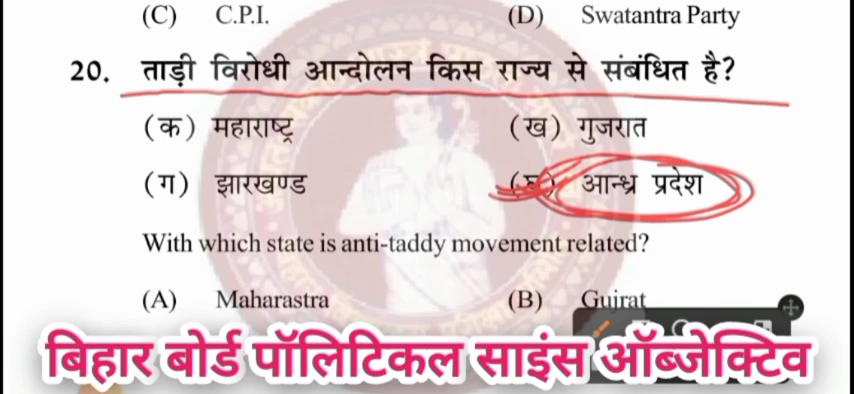 (C) C.P.I. (D) Swatantra Party
20. ताड़ी विरोधी आन्दोलन किस राज्य से संबंधित है?
(क) महाराष्ट्र (ख) गुजरात
(ग) झारखण्ड (घ) आन्ध्र प्रदेश
With which state is anti-taddy movement related?
(A) Maharastra (B) Gujrat
बिहार बोर्ड पॉलिटिकल साइंस ऑब्जेक्टिव